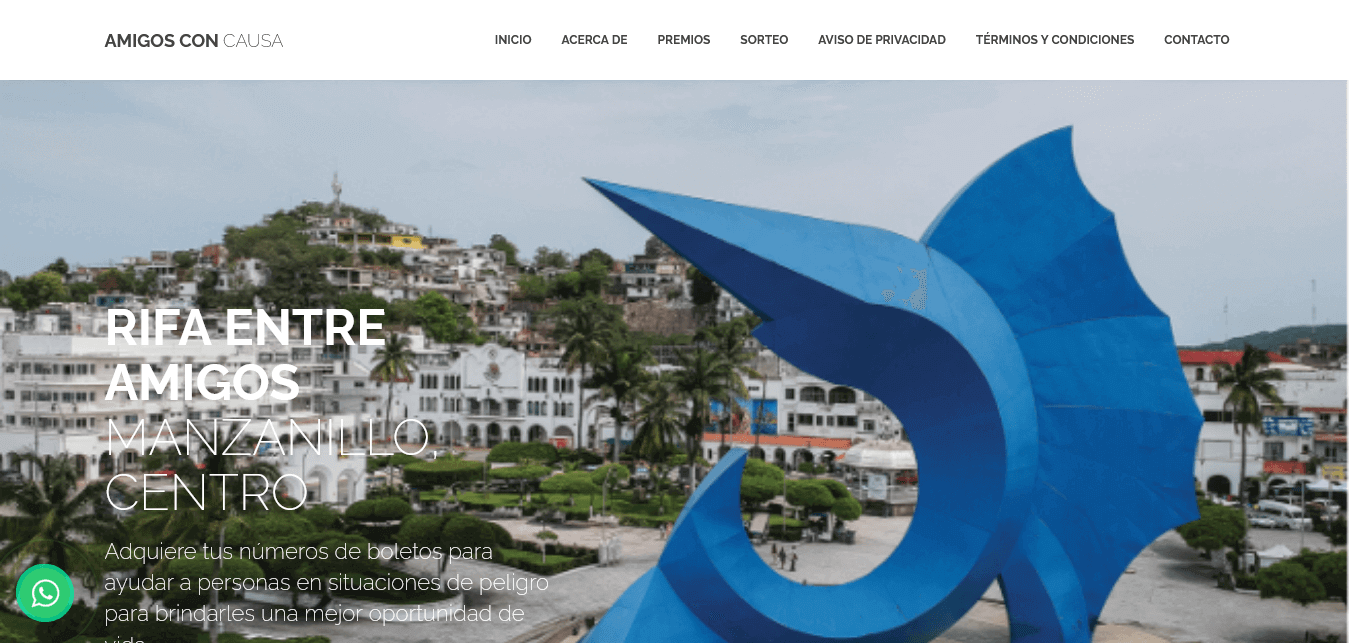 AMIGOS CON CAUSA
INICIO ACERCA DE PREMIOS SORTEO AVISO DE PRIVACIDAD TÉRMINOS Y CONDICIONES CONTACTO
RIFA ENTRE
AMIGOS
MANZANILLO,
CENTRO
Adquiere tus números de boletos para
ayudar a personas en situaciones de peligro
para brindarles una mejor oportunidad de
vida